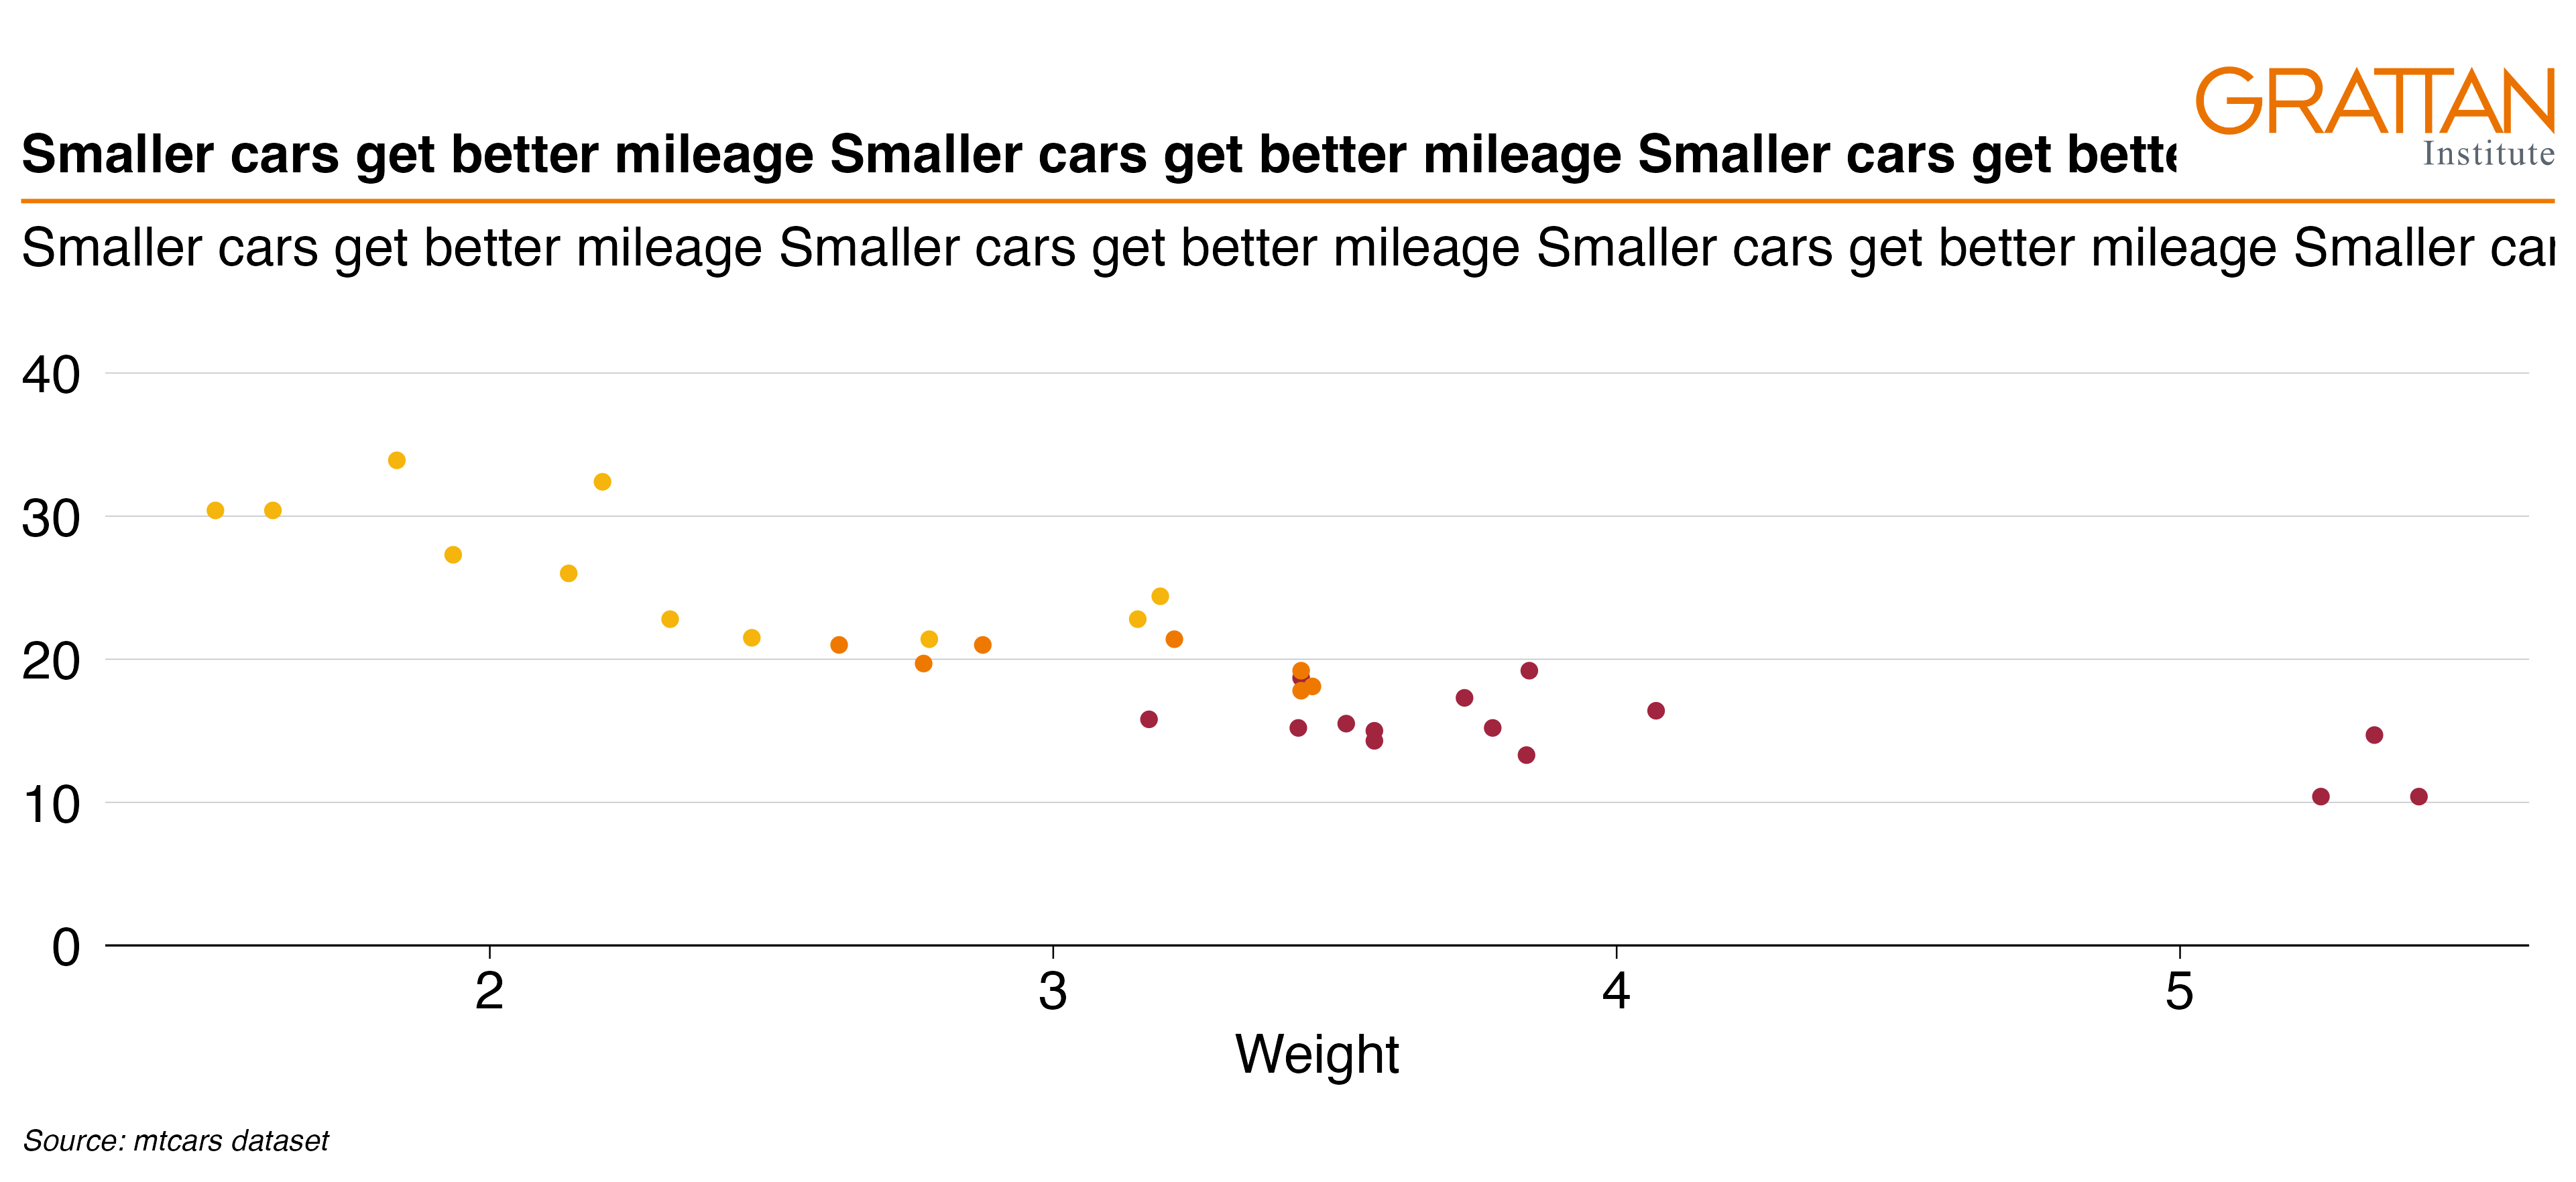 GRATTAN
Institute
Smaller cars get better mileage Smaller cars get better mileage Smaller cars get bette
Smaller cars get better mileage Smaller cars get better mileage Smaller cars get better mileage Smaller car
40
30
20
10
0
2 3 4 5
Weight
Source: mtcars dataset